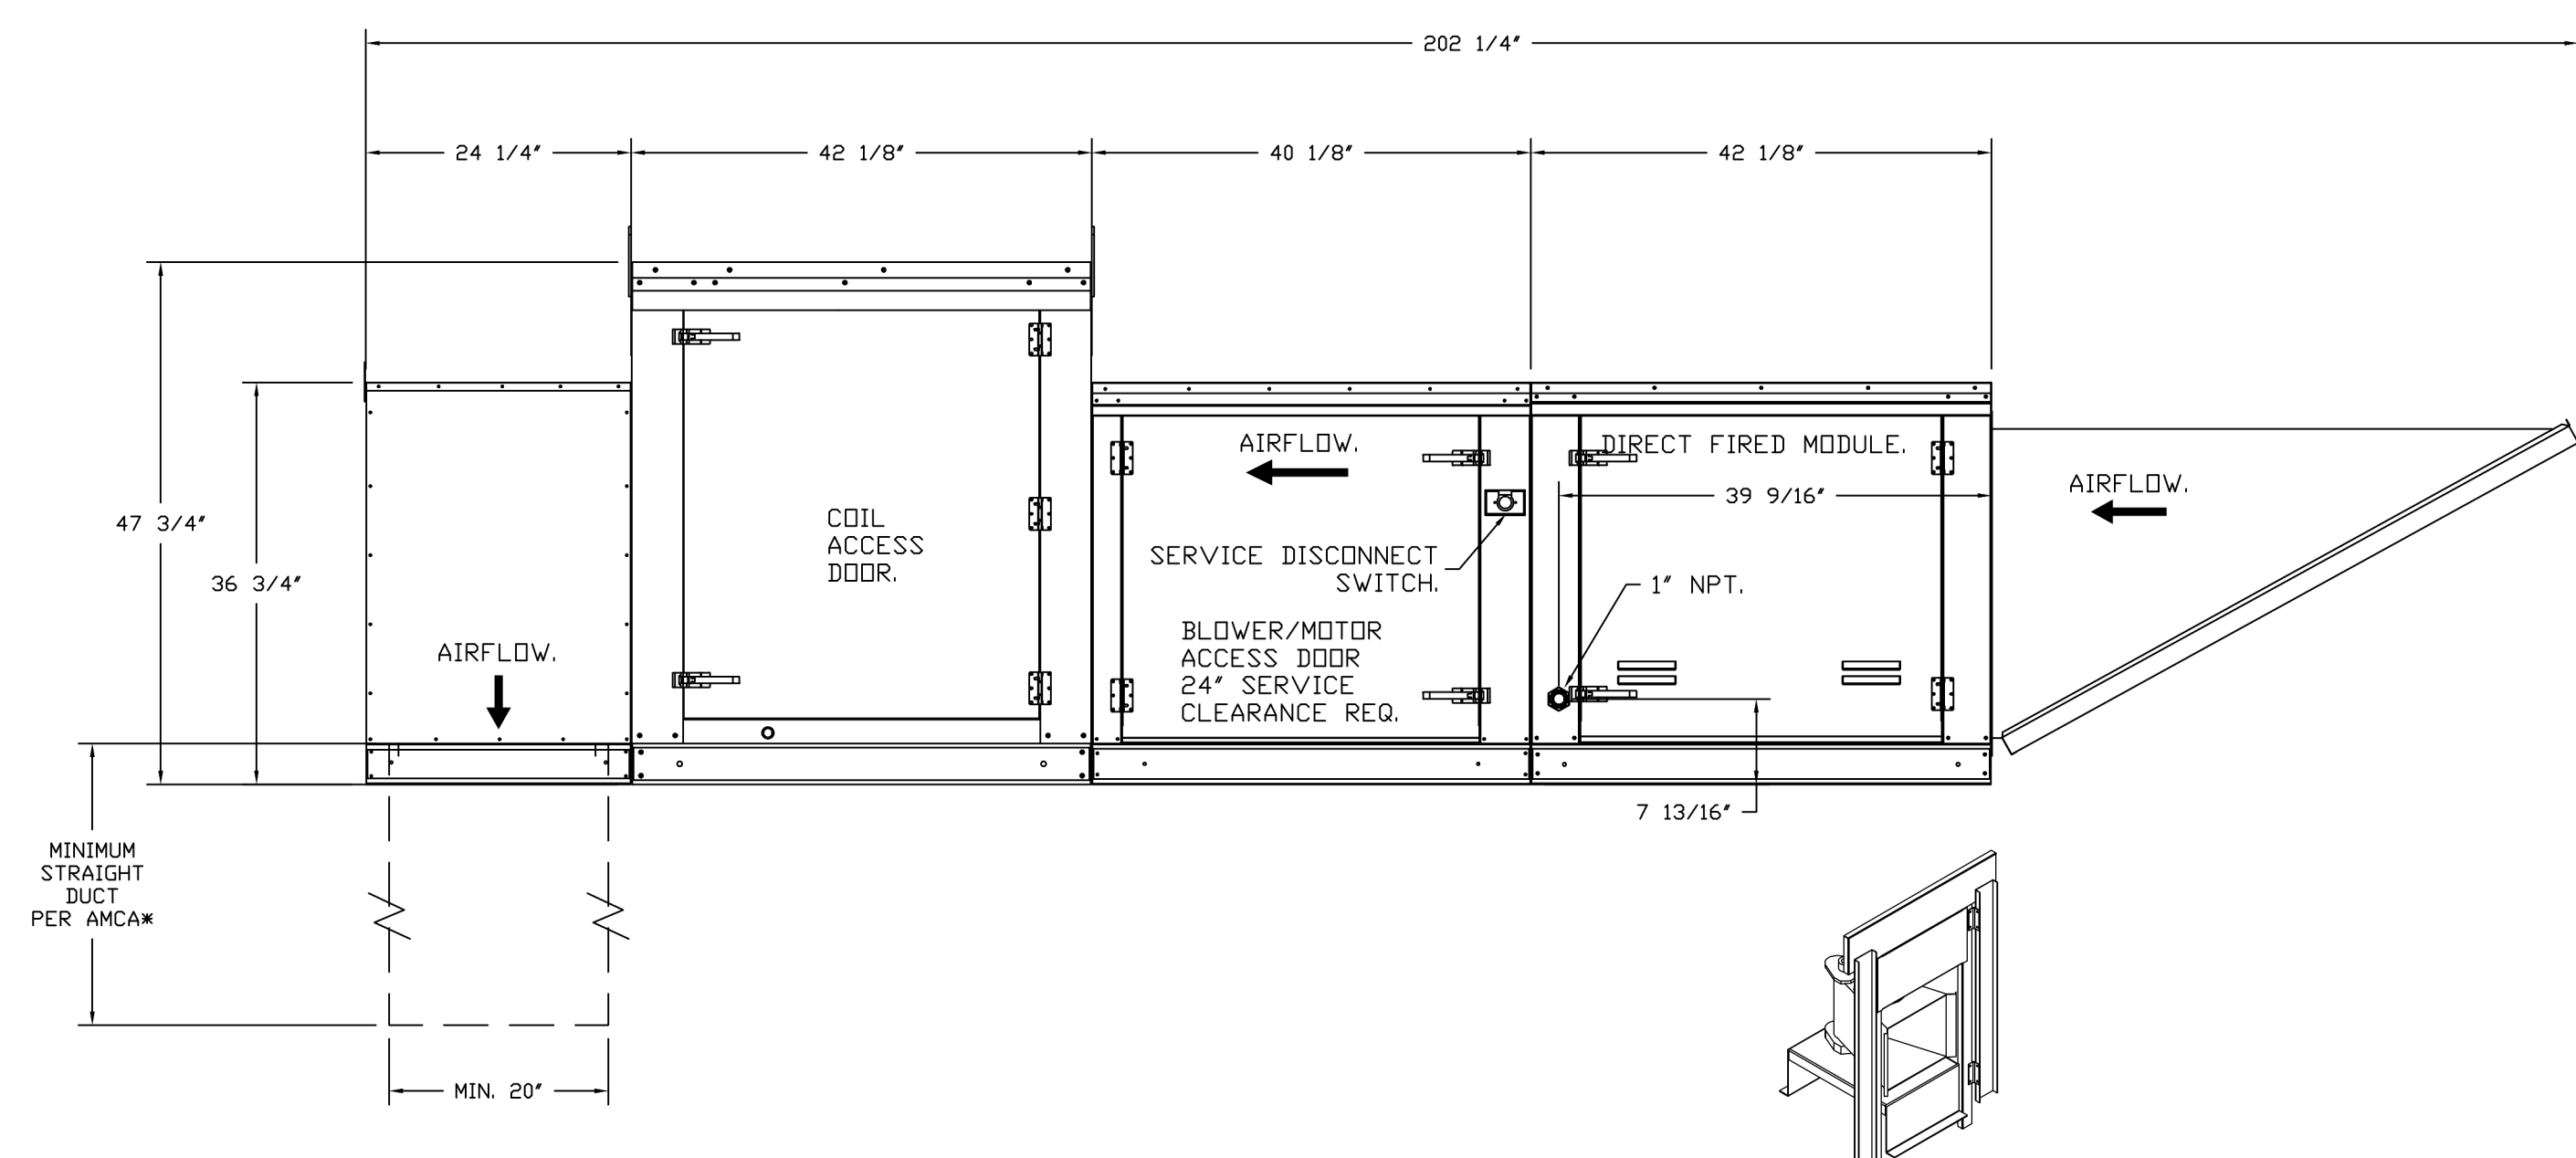 202 1/4"
24 1/4"
42 1/8"
40 1/8"
42 1/8"
AIRFLOW.
DIRECT FIRED MODULE.
AIRFLOW.
39 9/16"
47 3/4"
COIL
ACCESS
DOOR.
SERVICE DISCONNECT
SWITCH.
36 3/4"
1" NPT.
AIRFLOW.
BLOWER/MOTOR
ACCESS DOOR
24" SERVICE
CLEARANCE REQ.
7 13/16"
MINIMUM
STRAIGHT
DUCT
PER AMCA*
MIN. 20"